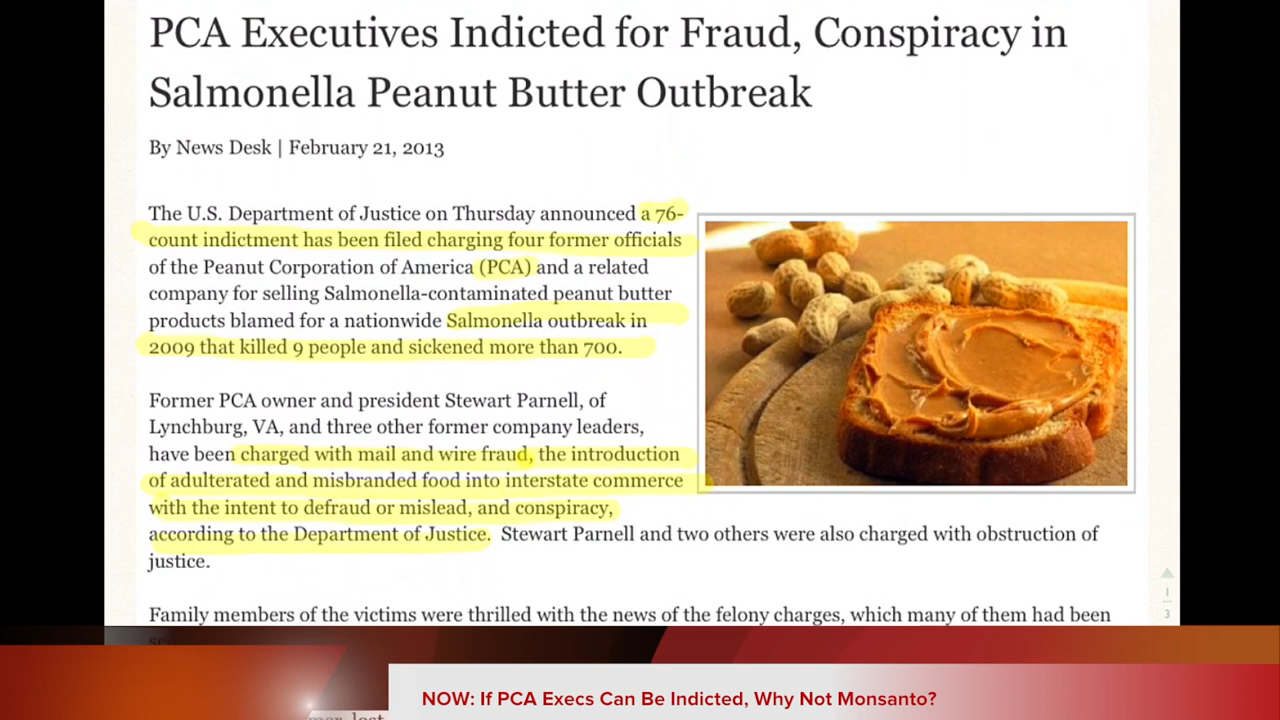 PCA Executives Indicted for Fraud, Conspiracy in
Salmonella Peanut Butter Outbreak
By News Desk | February 21, 2013
The U.S. Department of Justice on Thursday announced a 76-
count indictment has been filed charging four former officials
of the Peanut Corporation of America (PCA) and a related
company for selling Salmonella-contaminated peanut butter
products blamed for a nationwide Salmonella outbreak in
2009 that killed 9 people and sickened more than 700.
Former PCA owner and president Stewart Parnell, of
Lynchburg, VA, and three other former company leaders,
have been charged with mail and wire fraud, the introduction
of adulterated and misbranded food into interstate commerce
with the intent to defraud or mislead, and conspiracy,
according to the Department of Justice. Stewart Parnell and two others were also charged with obstruction of
justice.
1
3
Family members of the victims were thrilled with the news of the felony charges, which many of them had been
NOW: If PCA Execs Can Be Indicted, Why Not Monsanto?